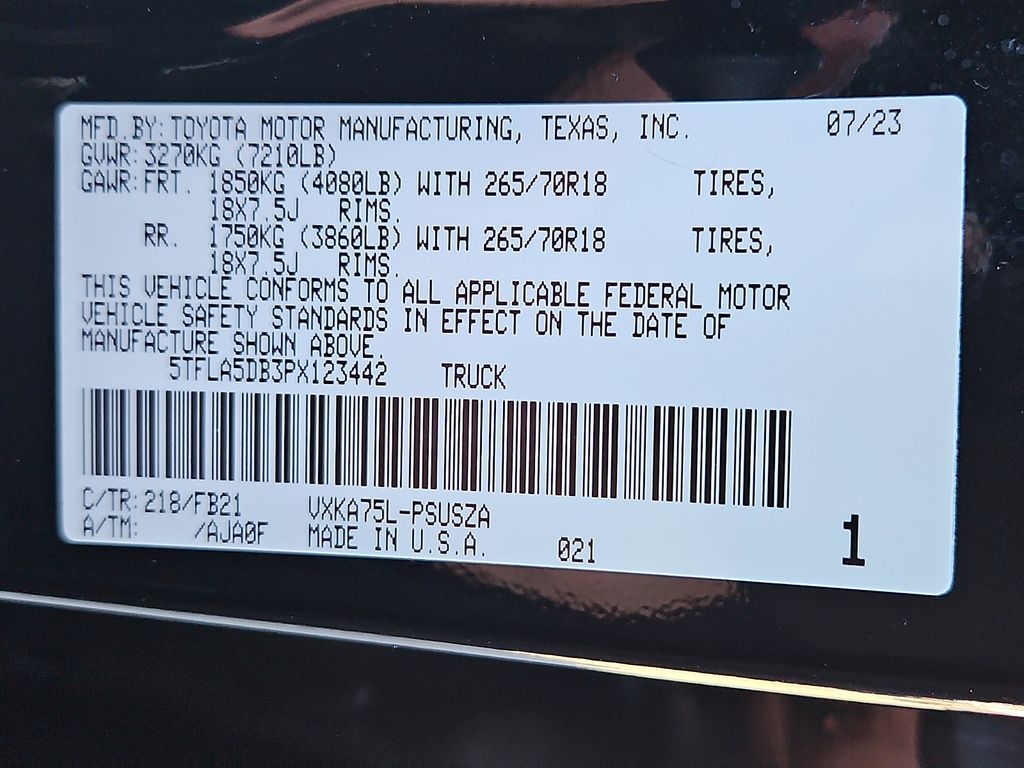 MFD.BY:TOYOTA MOTOR MANUFACTURING, TEXAS, INC. 07/23
GVWR:3270KG (7210LB)
GAWR:FRT. 1850KG (4080LB) WITH 265/70R18 TIRES,
18X7.5J RIMS.
RR. 1750KG (3860LB) WITH 265/70R18 TIRES,
18X7.5J RIMS.
THIS VEHICLE CONFORMS TO ALL APPLICABLE FEDERAL MOTOR
VEHICLE SAFETY STANDARDS IN EFFECT ON THE DATE OF
MANUFACTURE SHOWN ABOVE.
5TFLA5DB3PX123442 TRUCK
C/TR:218/FB21 VXKA75L-PSUSZA
A/TM: /AJA0F MADE IN U.S.A. 021 1